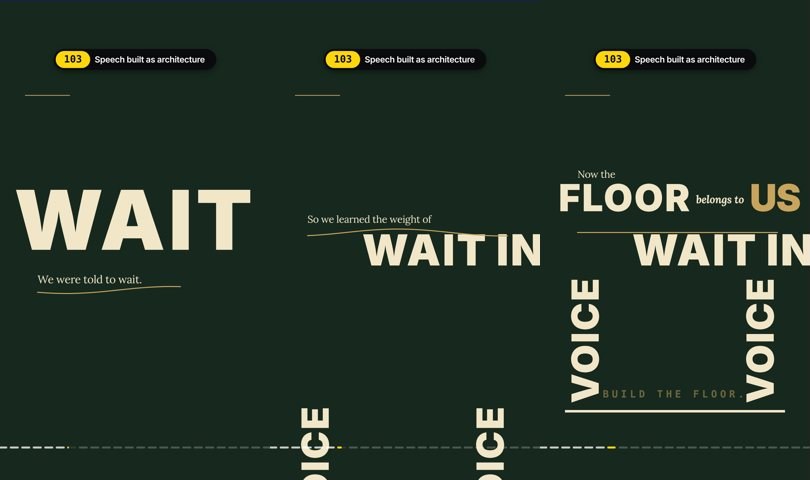 103 Speech built as architecture
WAIT
We were told to wait.
103 Speech built as architecture
So we learned the weight of
WAIT IN
OICE
OICE
103 Speech built as architecture
Now the
FLOOR belongs to US
WAIT IN
VOICE
VOICE
BUILD THE FLOOR.